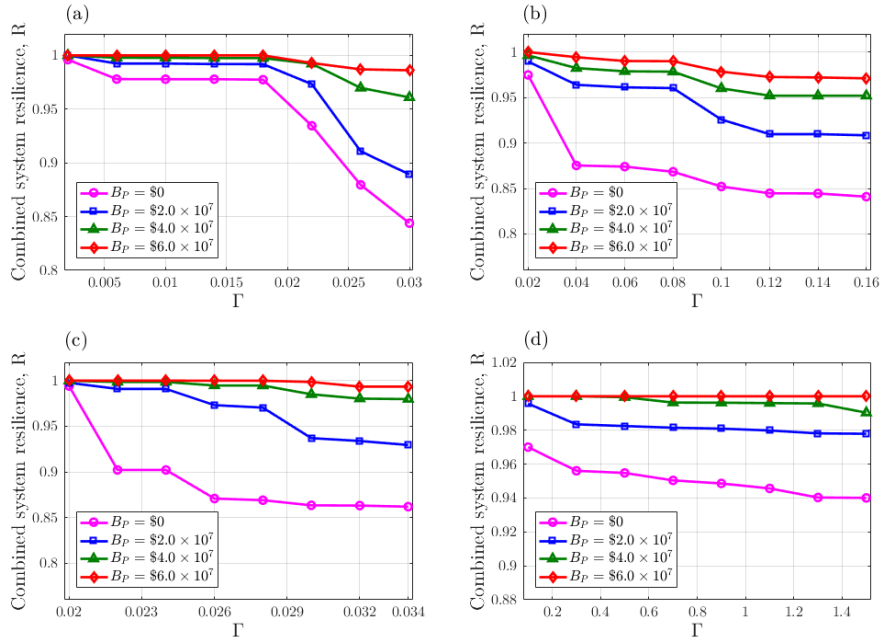 (a)
Combined system resilience, R
1
0.95
0.9
0.85
0.8
B_P = $0
B_P = $2.0 × 10^7
B_P = $4.0 × 10^7
B_P = $6.0 × 10^7
0.005 0.01 0.015 0.02 0.025 0.03
Γ
(b)
Combined system resilience, R
1
0.95
0.9
0.85
0.8
B_P = $0
B_P = $2.0 × 10^7
B_P = $4.0 × 10^7
B_P = $6.0 × 10^7
0.02 0.04 0.06 0.08 0.1 0.12 0.14 0.16
Γ
(c)
Combined system resilience, R
1
0.95
0.9
0.85
0.8
B_P = $0
B_P = $2.0 × 10^7
B_P = $4.0 × 10^7
B_P = $6.0 × 10^7
0.02 0.023 0.026 0.029 0.032 0.034
Γ
(d)
Combined system resilience, R
1.02
1
0.98
0.96
0.94
0.92
0.9
0.88
B_P = $0
B_P = $2.0 × 10^7
B_P = $4.0 × 10^7
B_P = $6.0 × 10^7
0.2 0.4 0.6 0.8 1 1.2 1.4
Γ